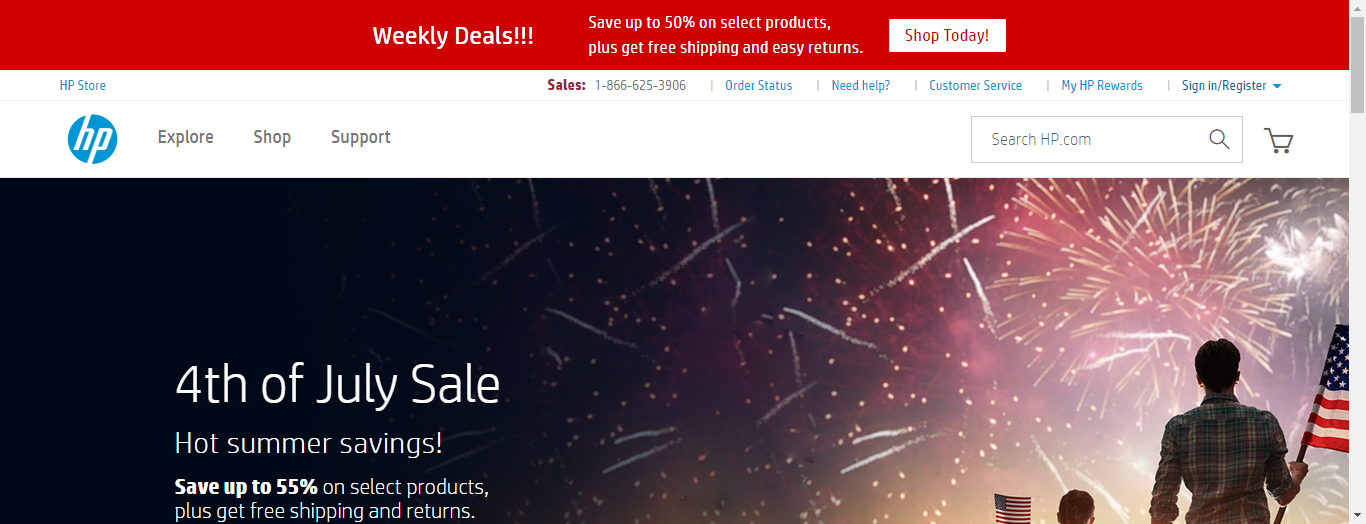 Weekly Deals!!!
Save up to 50% on select products,
plus get free shipping and easy returns.
Shop Today!
HP Store
Sales: 1-866-625-3906
Order Status
Need help?
Customer Service
My HP Rewards
Sign in/Register
hp
Explore
Shop
Support
Search HP.com
4th of July Sale
Hot summer savings!
Save up to 55% on select products,
plus get free shipping and returns.